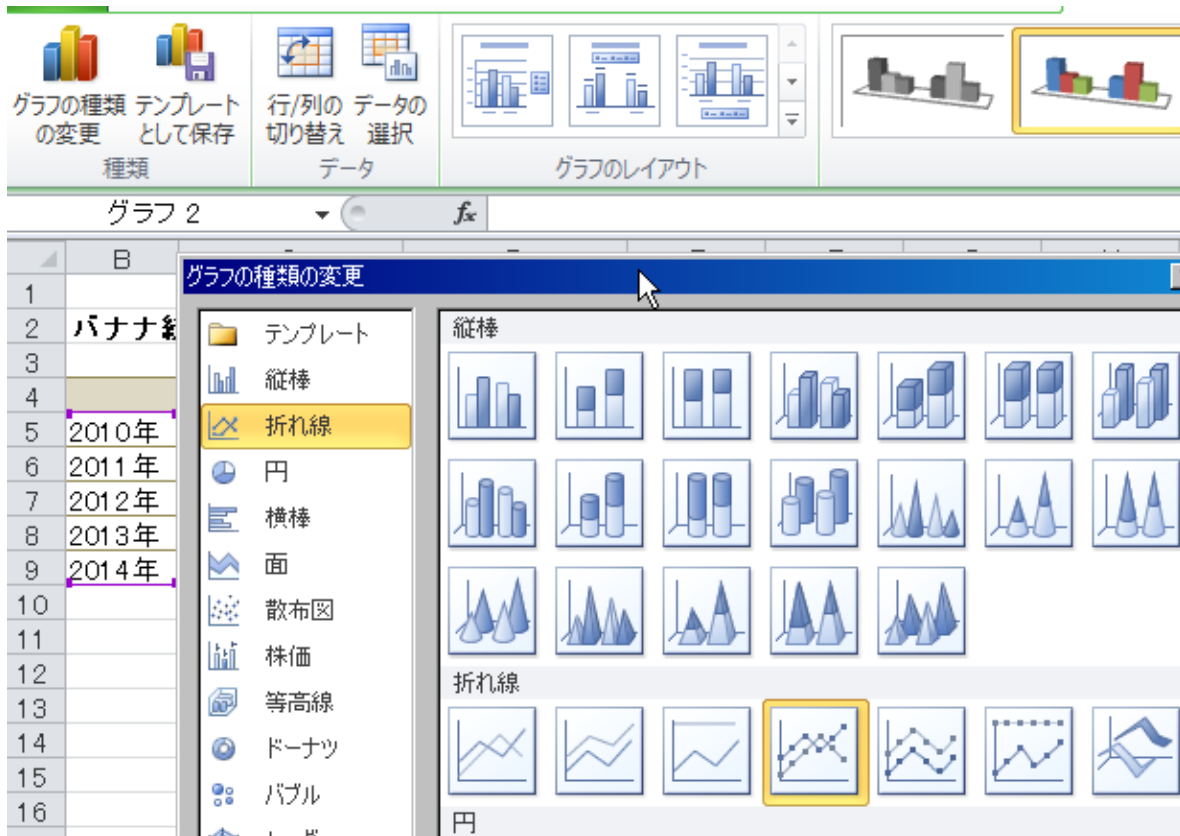 グラフの種類
の変更
テンプレート
として保存
行/列の
切り替え
データの
選択
種類
データ
グラフのレイアウト
グラフ 2
fx
B
グラフの種類の変更
1
2 バナナ
3
4
5 2010年
6 2011年
7 2012年
8 2013年
9 2014年
10
11
12
13
14
15
16
テンプレート
縦棒
折れ線
円
横棒
面
散布図
株価
等高線
ドーナツ
バブル
縦棒
折れ線
円